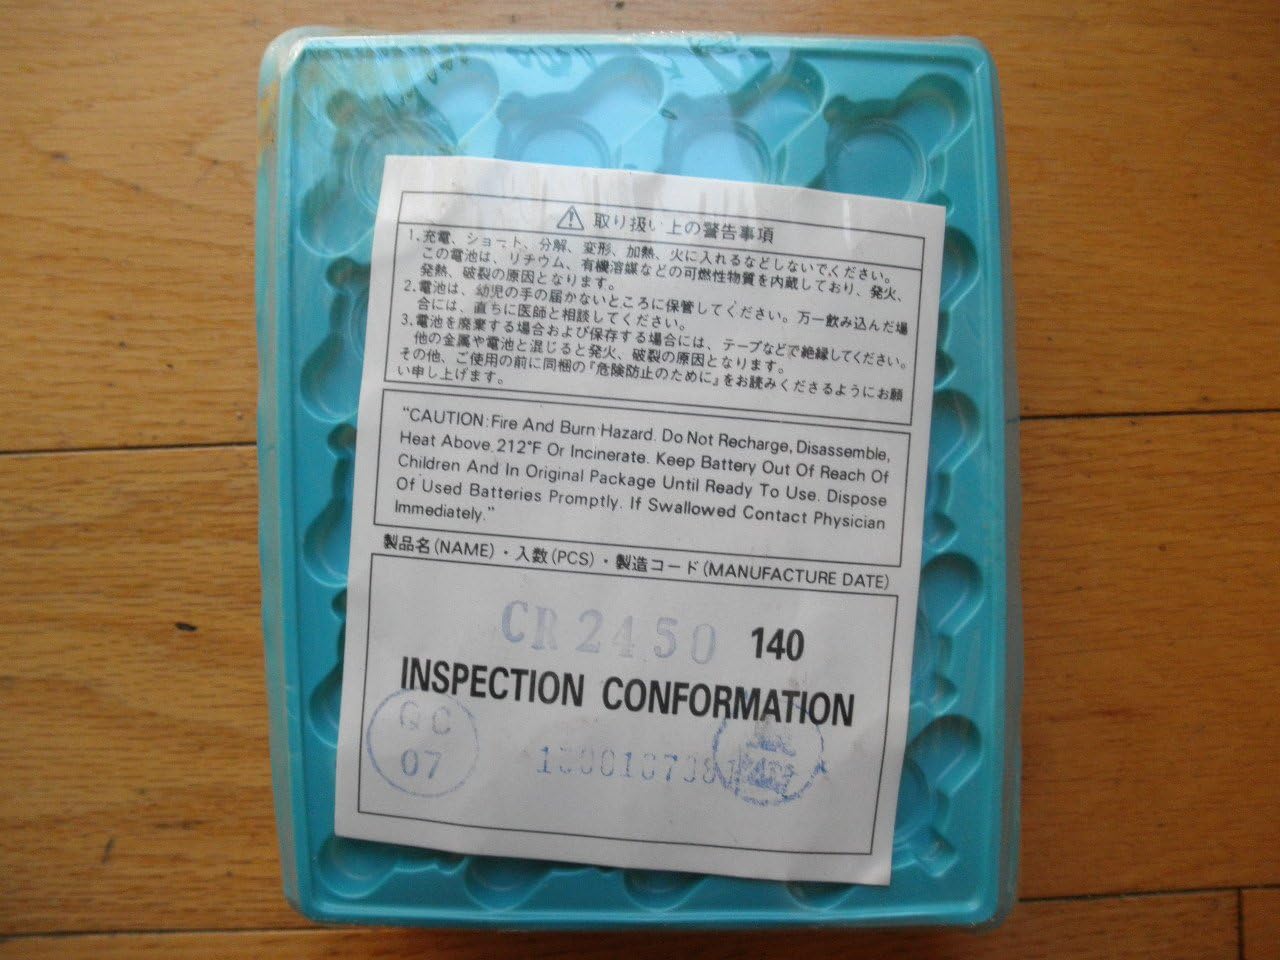 ⚠ 取り扱い上の警告事項
1.充電、ショート、分解、変形、加熱、火に入れるなどしないでください。
この電池は、リチウム、有機溶媒などの可燃性物質を内蔵しており、発火、
発熱、破裂の原因となります。
2.電池は、幼児の手の届かないところに保管してください。万一飲み込んだ場
合には、直ちに医師と相談してください。
3.電池を廃棄する場合および保存する場合には、テープなどで絶縁してください。
他の金属や電池と混じると発火、破裂の原因となります。
その他、ご使用の前に同梱の『危険防止のために』をお読みくださるようにお願
い申し上げます。
"CAUTION:Fire And Burn Hazard. Do Not Recharge, Disassemble,
Heat Above 212°F Or Incinerate. Keep Battery Out Of Reach Of
Children And In Original Package Until Ready To Use. Dispose
Of Used Batteries Promptly. If Swallowed Contact Physician
Immediately."
製品名(NAME)・入数(PCS)・製造コード(MANUFACTURE DATE)
CR2450 140
INSPECTION CONFORMATION
QC
07